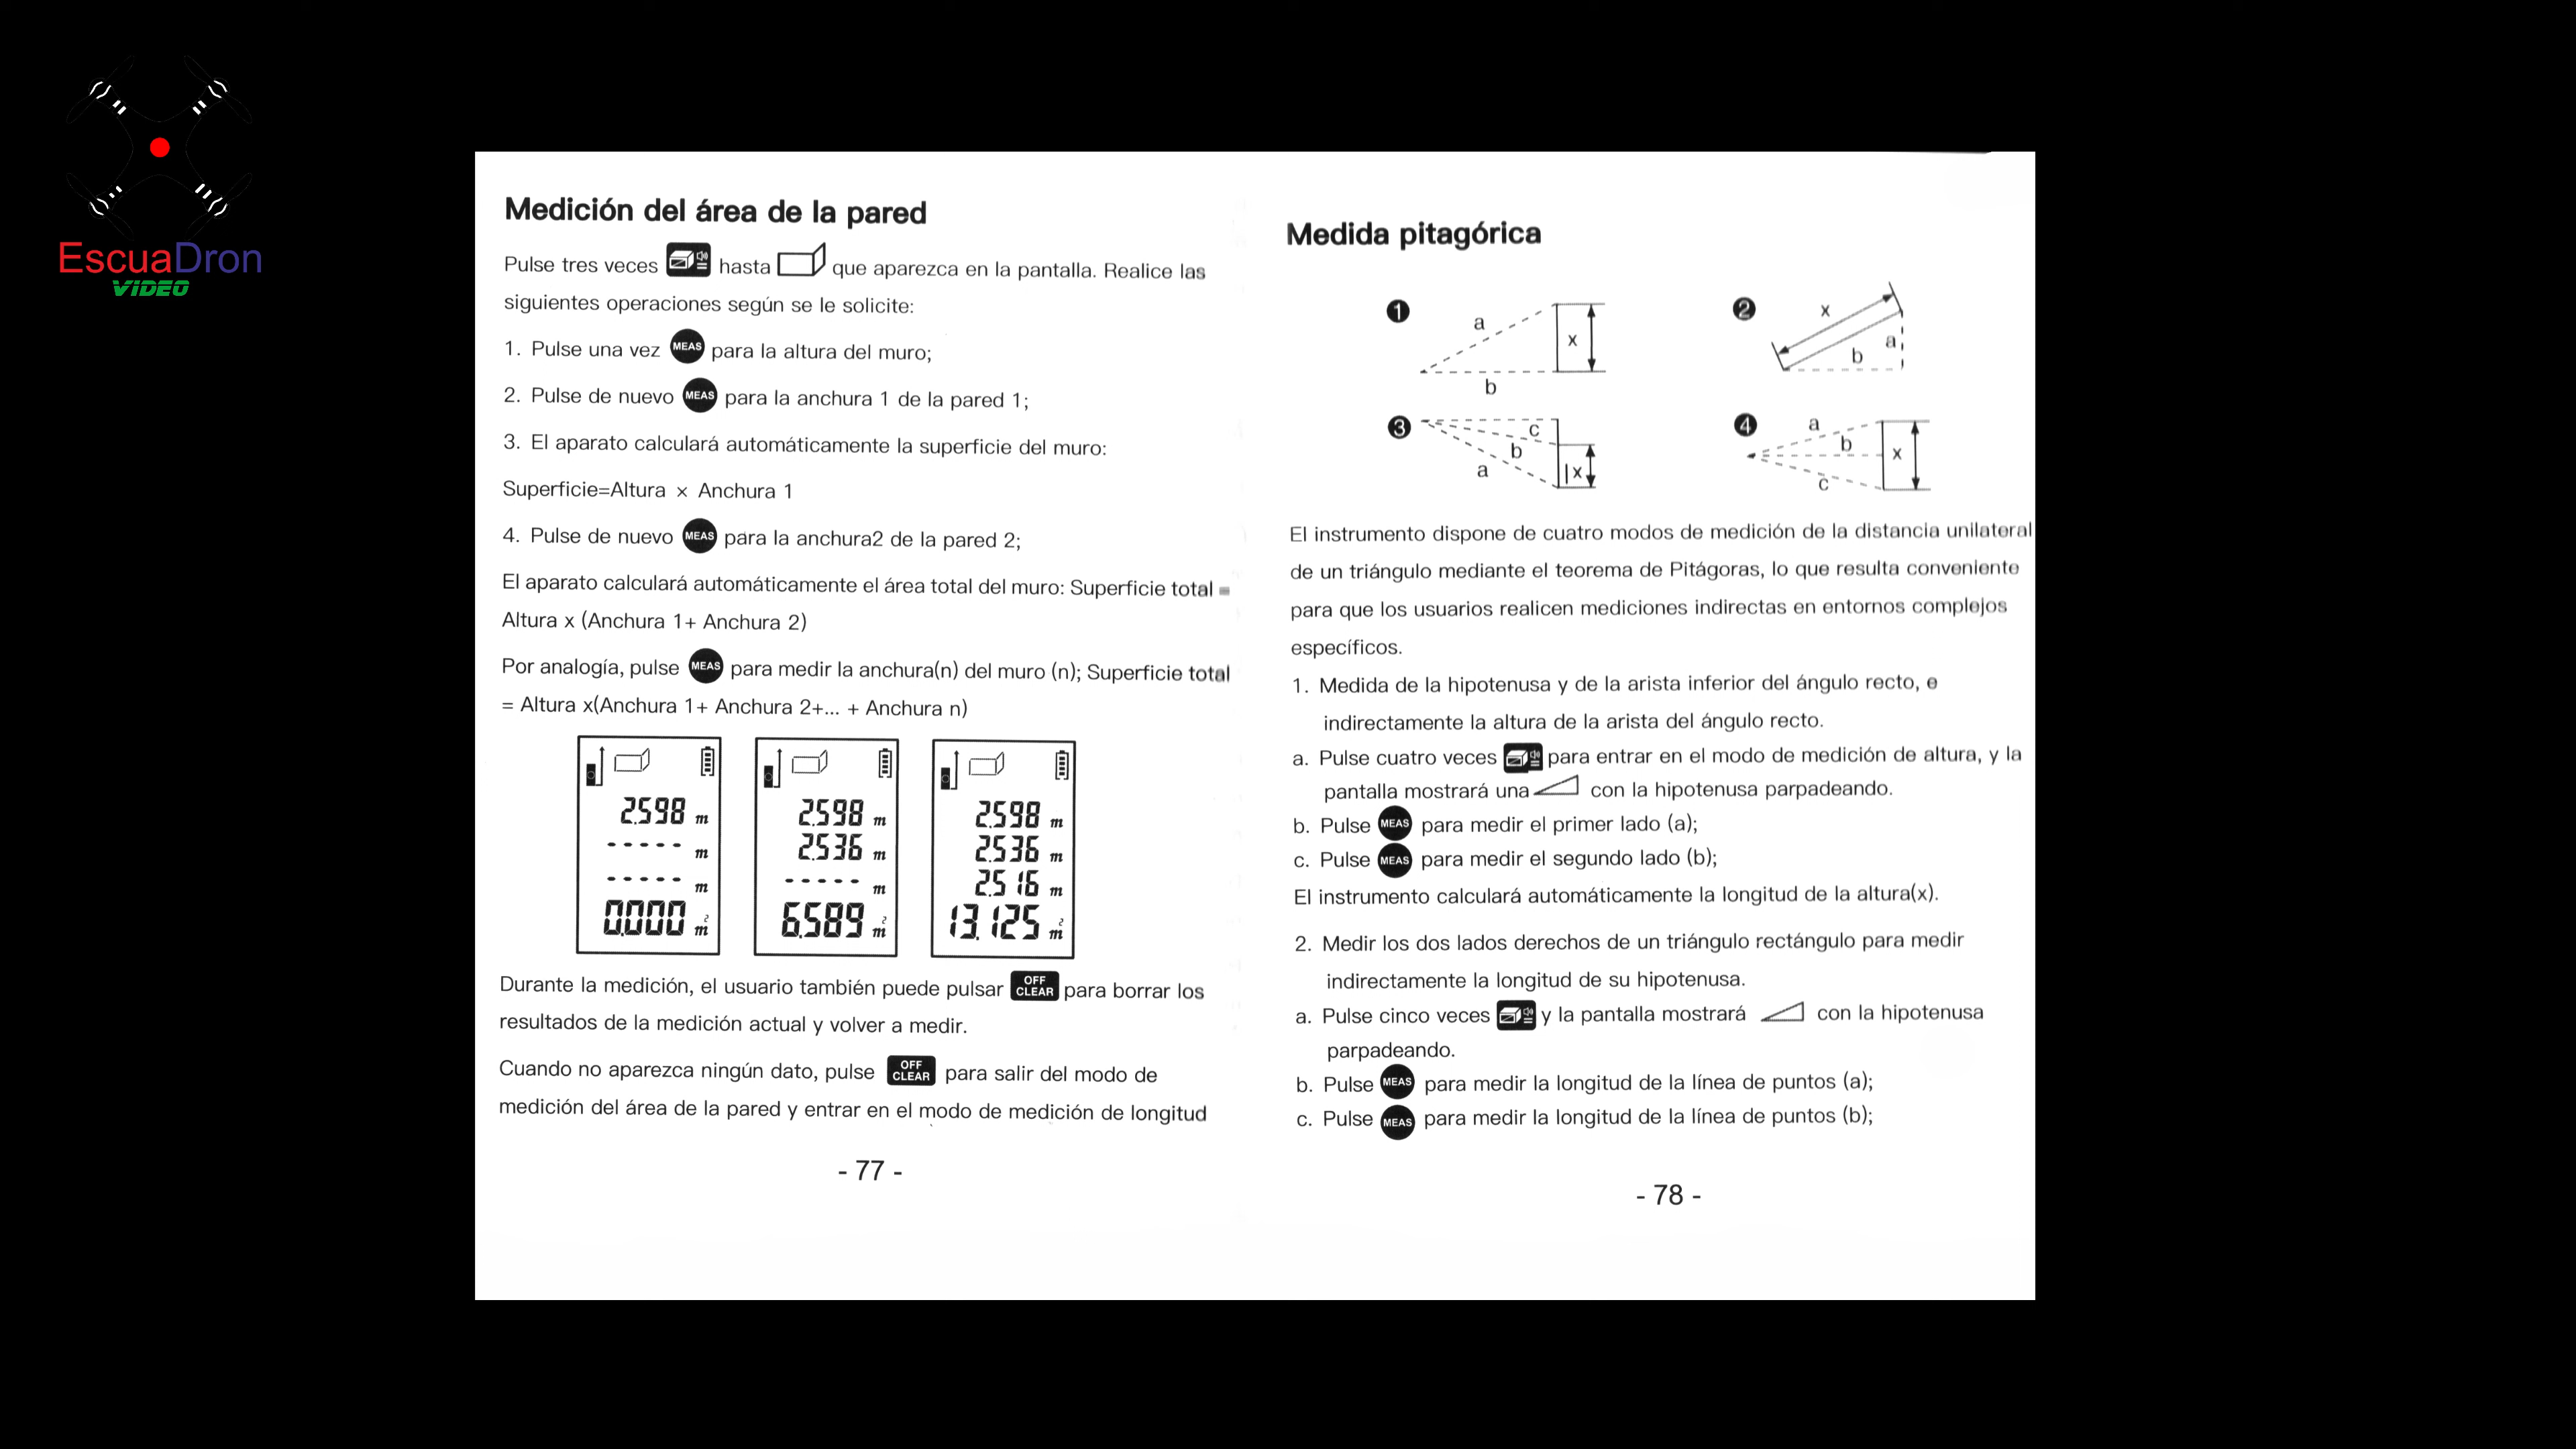 EscuaDron
VIDEO
Medición del área de la pared
Pulse tres veces hasta que aparezca en la pantalla. Realice las
siguientes operaciones según se le solicite:
1. Pulse una vez MEAS para la altura del muro;
2. Pulse de nuevo MEAS para la anchura 1 de la pared 1;
3. El aparato calculará automáticamente la superficie del muro:
Superficie=Altura × Anchura 1
4. Pulse de nuevo MEAS para la anchura2 de la pared 2;
El aparato calculará automáticamente el área total del muro: Superficie total =
Altura x (Anchura 1+ Anchura 2)
Por analogía, pulse MEAS para medir la anchura(n) del muro (n); Superficie total
= Altura x(Anchura 1+ Anchura 2+... + Anchura n)
2.598 m
----- m
----- m
0.000 m²
2.598 m
2.536 m
----- m
6.589 m²
2.598 m
2.536 m
2.516 m
13.125 m²
Durante la medición, el usuario también puede pulsar OFF CLEAR para borrar los
resultados de la medición actual y volver a medir.
Cuando no aparezca ningún dato, pulse OFF CLEAR para salir del modo de
medición del área de la pared y entrar en el modo de medición de longitud
- 77 -
Medida pitagórica
1 a x b
2 x a b
3 c b a x
4 a b x c
El instrumento dispone de cuatro modos de medición de la distancia unilateral
de un triángulo mediante el teorema de Pitágoras, lo que resulta conveniente
para que los usuarios realicen mediciones indirectas en entornos complejos
específicos.
1. Medida de la hipotenusa y de la arista inferior del ángulo recto, e
indirectamente la altura de la arista del ángulo recto.
a. Pulse cuatro veces para entrar en el modo de medición de altura, y la
pantalla mostrará una con la hipotenusa parpadeando.
b. Pulse MEAS para medir el primer lado (a);
c. Pulse MEAS para medir el segundo lado (b);
El instrumento calculará automáticamente la longitud de la altura(x).
2. Medir los dos lados derechos de un triángulo rectángulo para medir
indirectamente la longitud de su hipotenusa.
a. Pulse cinco veces y la pantalla mostrará con la hipotenusa
parpadeando.
b. Pulse MEAS para medir la longitud de la línea de puntos (a);
c. Pulse MEAS para medir la longitud de la línea de puntos (b);
- 78 -